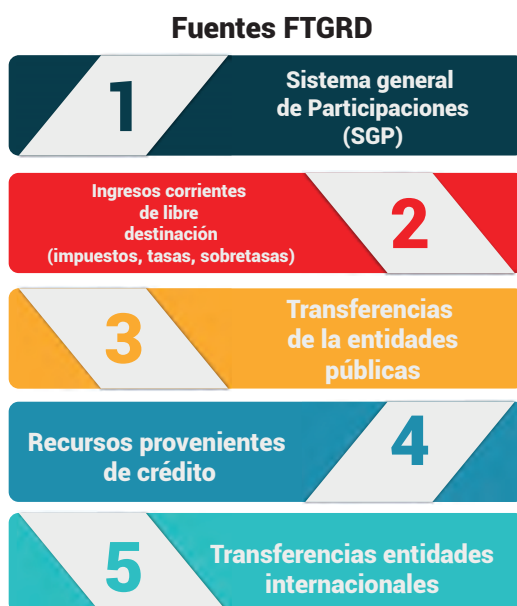 Fuentes FTGRD
1
Sistema general
de Participaciones
(SGP)
Ingresos corrientes
de libre
destinación
(impuestos, tasas, sobretasas)
2
3
Transferencias
de la entidades
públicas
Recursos provenientes
de crédito
4
5
Transferencias entidades
internacionales